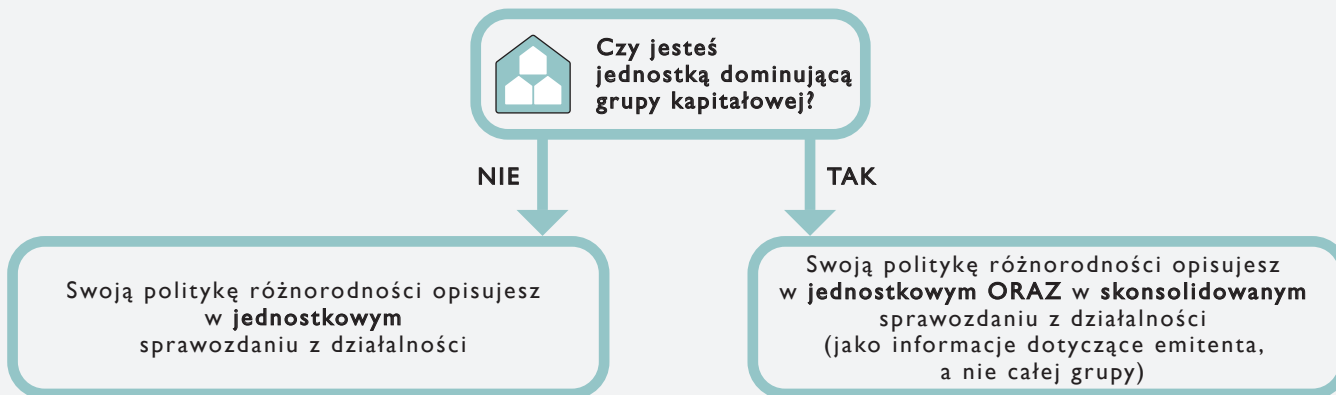 Czy jesteś
jednostką dominującą
grupy kapitałowej?
NIE
TAK
Swoją politykę różnorodności opisujesz
w jednostkowym
sprawozdaniu z działalności
Swoją politykę różnorodności opisujesz
w jednostkowym ORAZ w skonsolidowanym
sprawozdaniu z działalności
(jako informacje dotyczące emitenta,
a nie całej grupy)